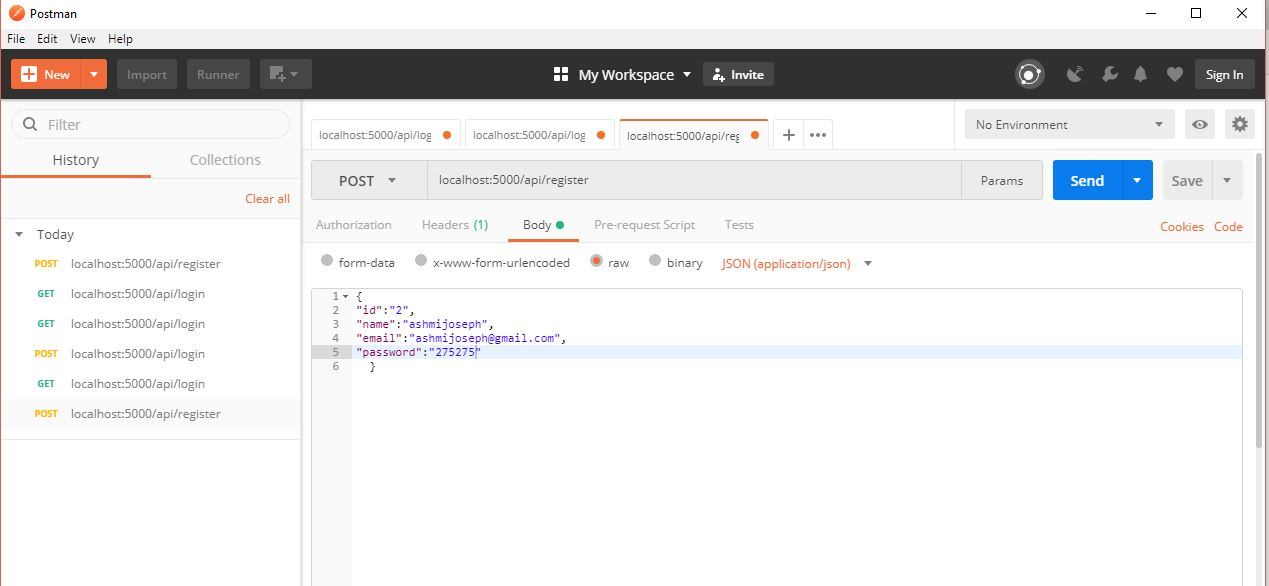 Postman
File Edit View Help
New Import Runner My Workspace Invite Sign In
Filter
History Collections
Clear all
Today
POST localhost:5000/api/register
GET localhost:5000/api/login
GET localhost:5000/api/login
POST localhost:5000/api/login
GET localhost:5000/api/login
POST localhost:5000/api/register
localhost:5000/api/log localhost:5000/api/log localhost:5000/api/reg No Environment
POST localhost:5000/api/register Params Send Save
Authorization Headers (1) Body Pre-request Script Tests Cookies Code
form-data x-www-form-urlencoded raw binary JSON (application/json)
1 {
2 "id":"2",
3 "name":"ashmijoseph",
4 "email":"ashmijoseph@gmail.com",
5 "password":"275275"
6 }